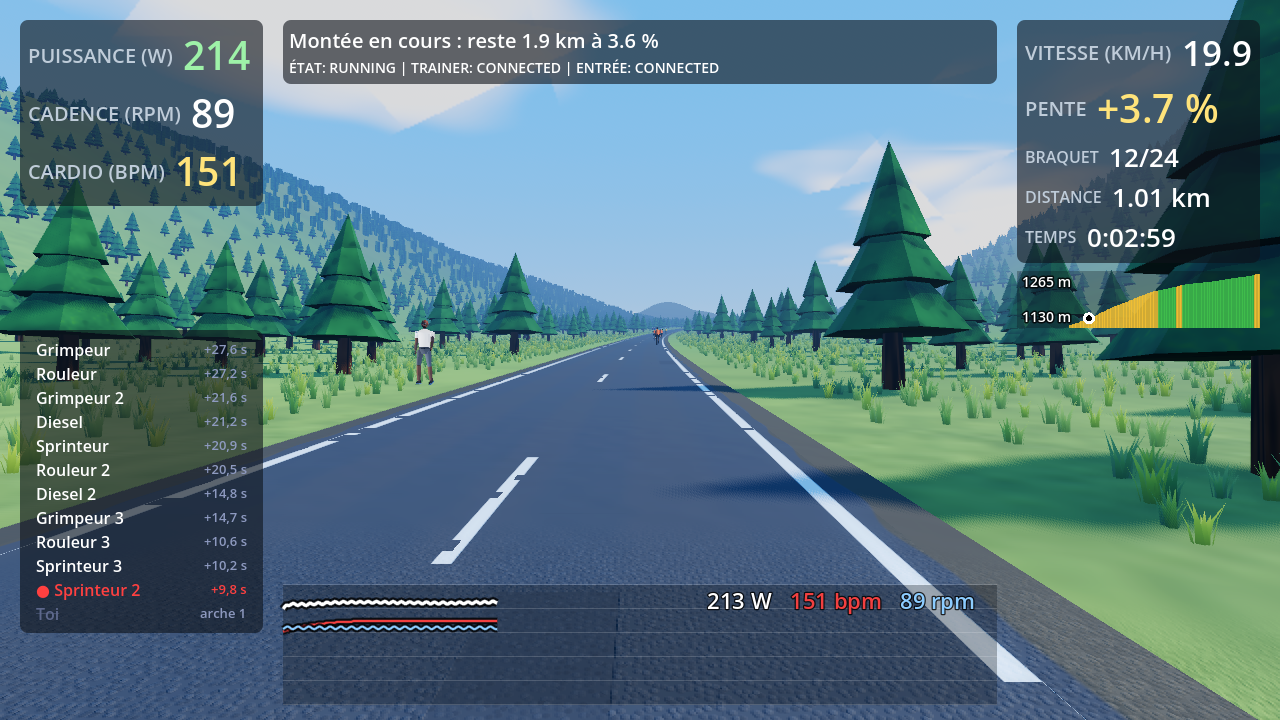 PUISSANCE (W) 214
CADENCE (RPM) 89
CARDIO (BPM) 151
Montée en cours : reste 1.9 km à 3.6 %
ÉTAT: RUNNING | TRAINER: CONNECTED | ENTRÉE: CONNECTED
VITESSE (KM/H) 19.9
PENTE +3.7 %
BRAQUET 12/24
DISTANCE 1.01 km
TEMPS 0:02:59
1265 m
1130 m
Grimpeur +27,6 s
Rouleur +27,2 s
Grimpeur 2 +21,6 s
Diesel +21,2 s
Sprinteur +20,9 s
Rouleur 2 +20,5 s
Diesel 2 +14,8 s
Grimpeur 3 +14,7 s
Rouleur 3 +10,6 s
Sprinteur 3 +10,2 s
Sprinteur 2 +9,8 s
Toi arche 1
213 W 151 bpm 89 rpm